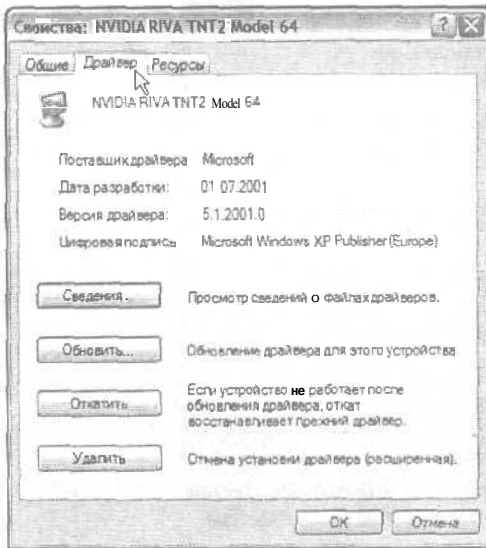 Свойства: NVIDIA RIVA TNT2 Model 64
Общие Драйвер Ресурсы
NVIDIA RIVA TNT2 Model 64
Поставщик драйвера Microsoft
Дата разработки: 01.07.2001
Версия драйвера: 5.1.2001.0
Цифровая подпись Microsoft Windows XP Publisher (Europe)
Сведения... Просмотр сведений о файлах драйверов.
Обновить... Обновление драйвера для этого устройства
Откатить Если устройство не работает после
обновления драйвера, откат
восстанавливает прежний драйвер.
Удалить Отмена установки драйвера (расширенная).
OK Отмена